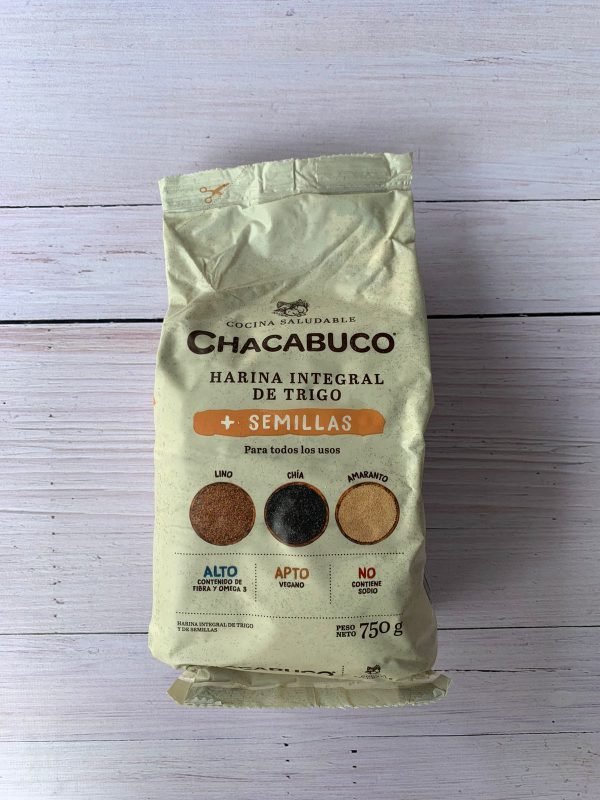 COCINA SALUDABLE
CHACABUCO®
HARINA INTEGRAL
DE TRIGO
+ SEMILLAS
Para todos los usos
LINO CHÍA AMARANTO
ALTO
CONTENIDO DE
FIBRA Y OMEGA 3
APTO
VEGANO
NO
CONTIENE
SODIO
HARINA INTEGRAL DE TRIGO
Y DE SEMILLAS
PESO
NETO 750 g
CHACABUCO®